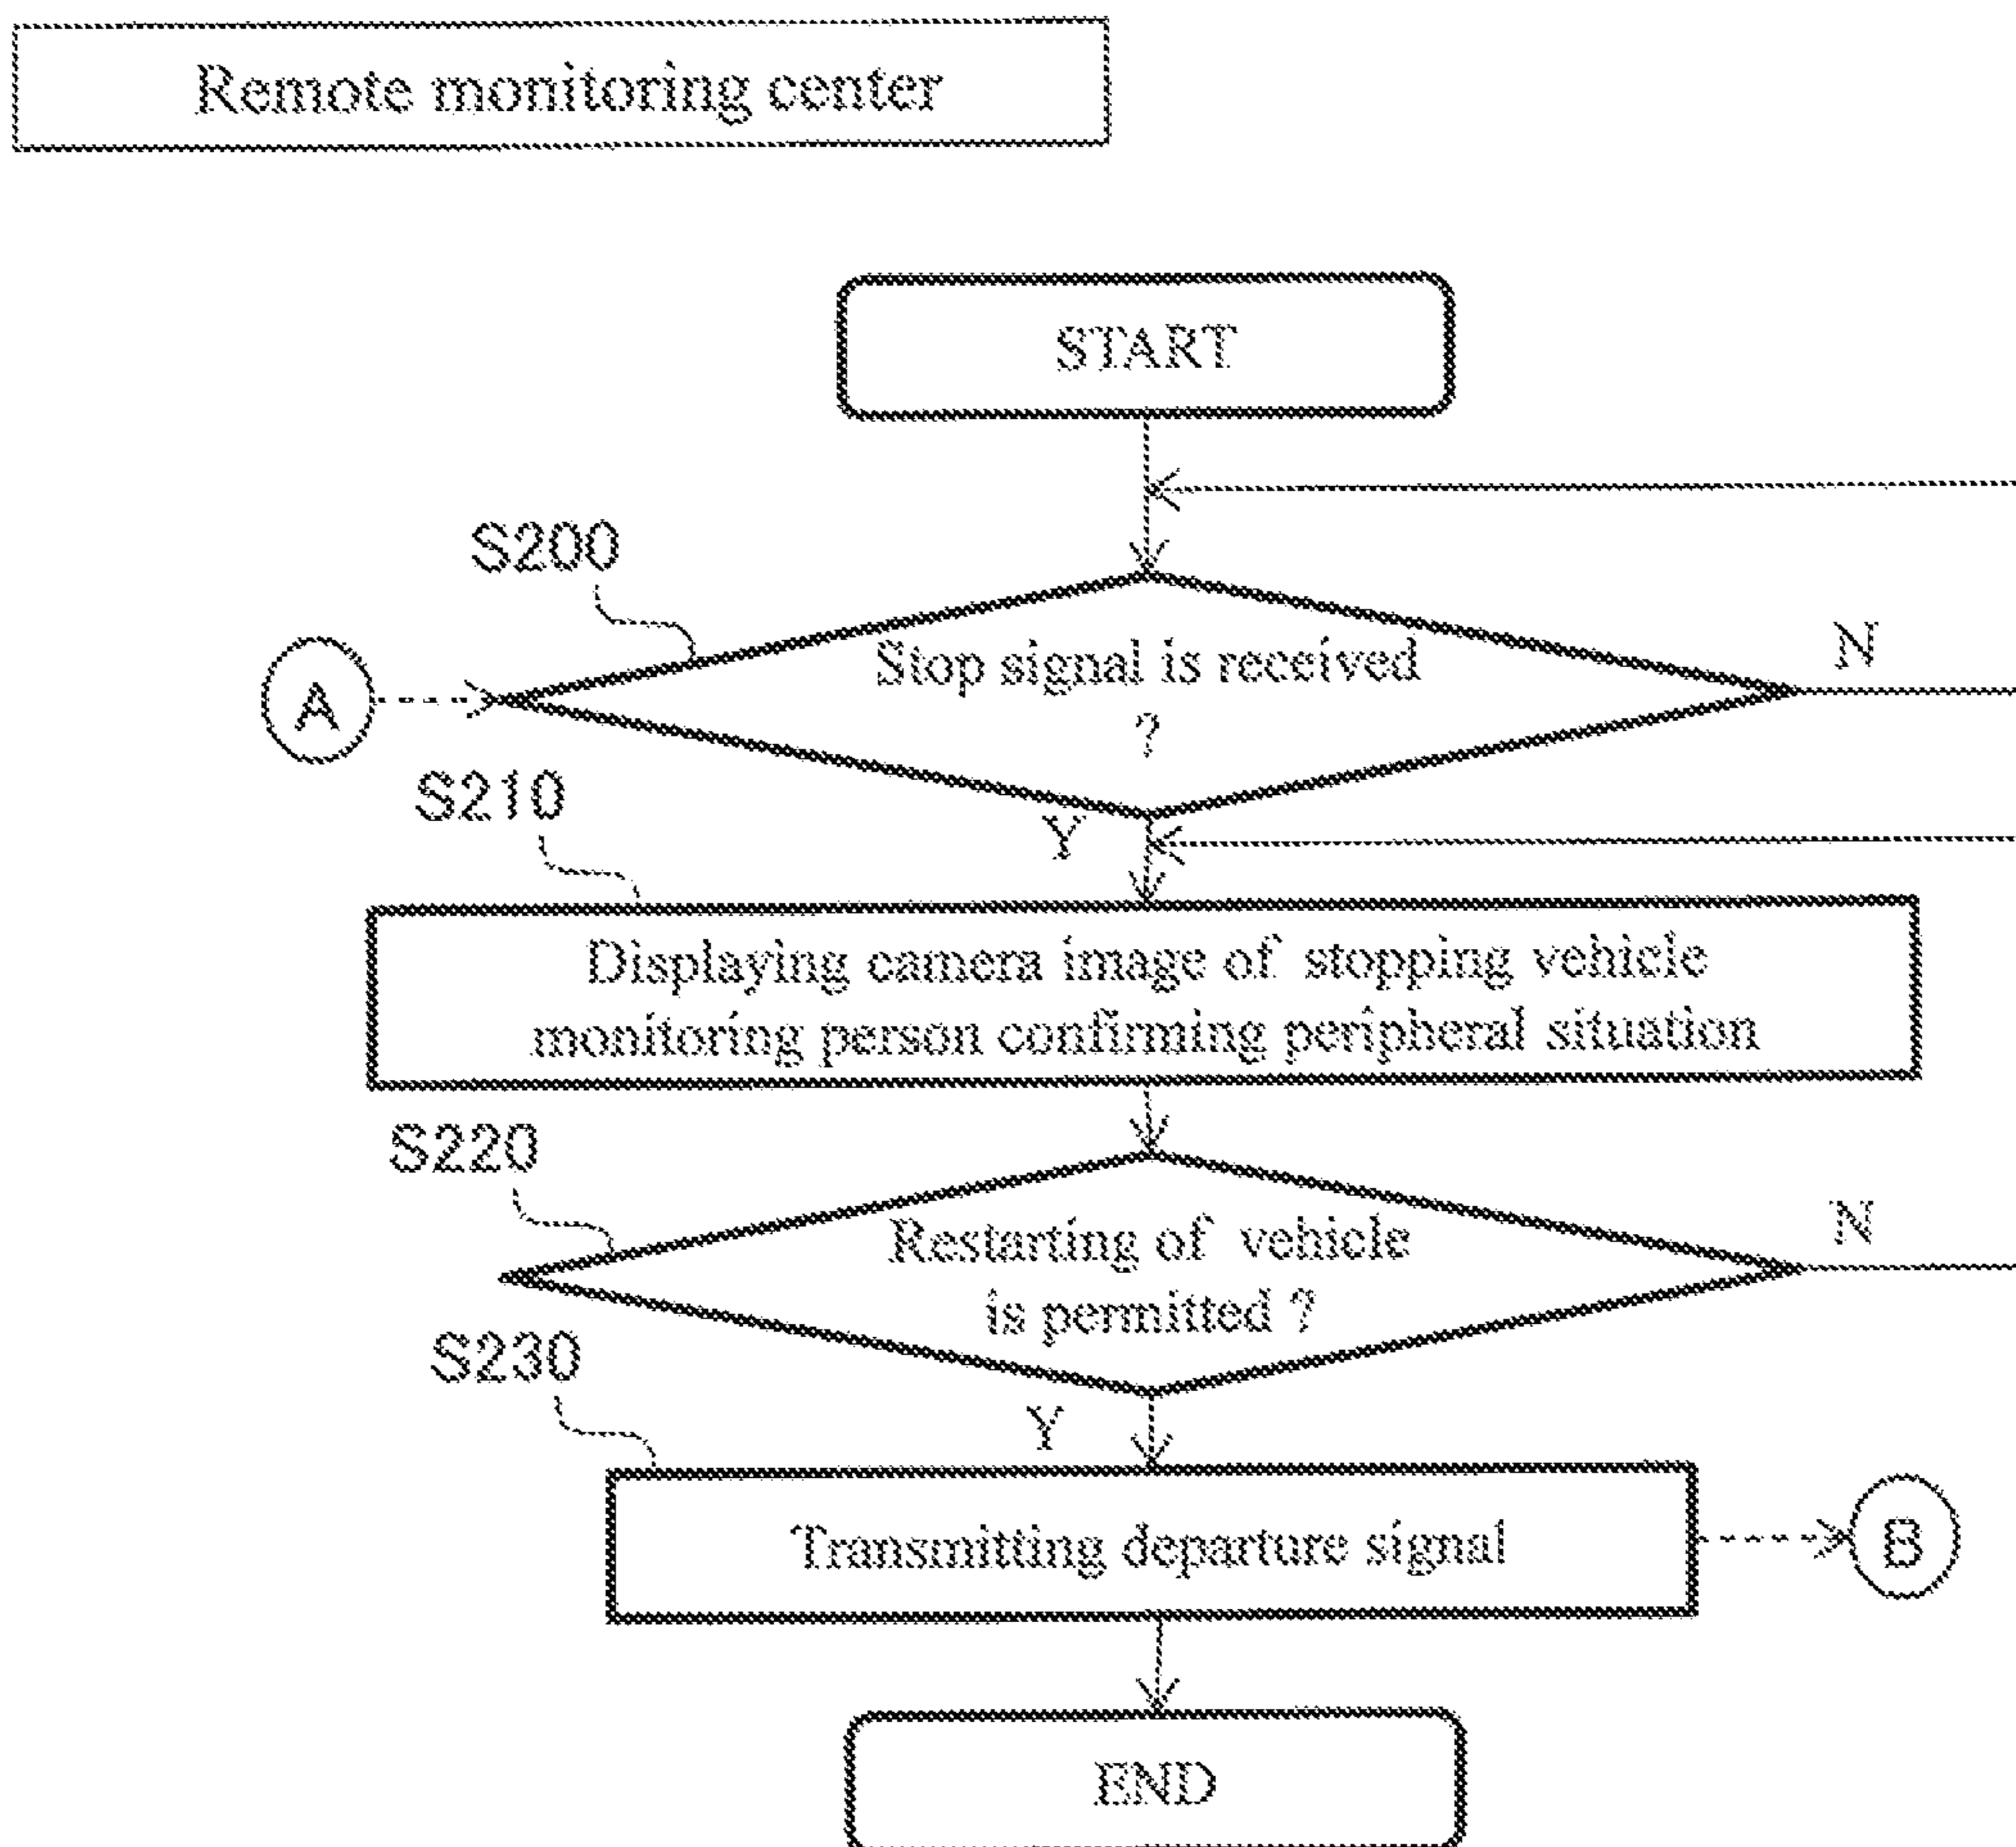 Remote monitoring center
START
S200
Stop signal is received
?
N
A
Y
S210
Displaying camera image of stopping vehicle
monitoring person confirming peripheral situation
S220
Restarting of vehicle
is permitted ?
N
Y
S230
Transmitting departure signal
B
END